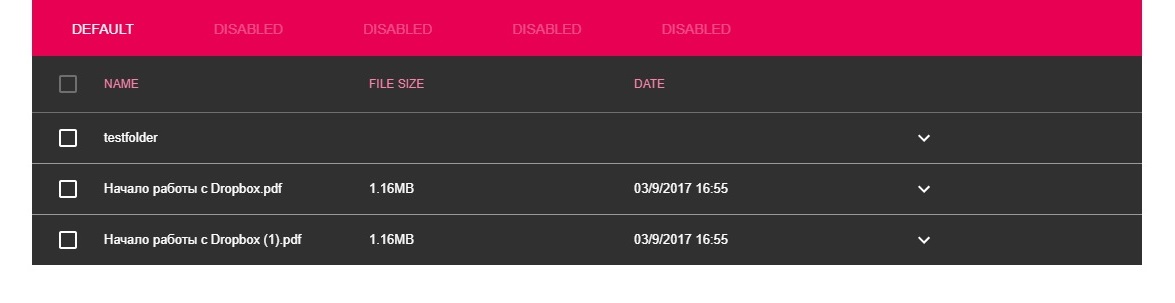 DEFAULT DISABLED DISABLED DISABLED DISABLED
NAME FILE SIZE DATE
testfolder
Начало работы с Dropbox.pdf 1.16MB 03/9/2017 16:55
Начало работы с Dropbox (1).pdf 1.16MB 03/9/2017 16:55